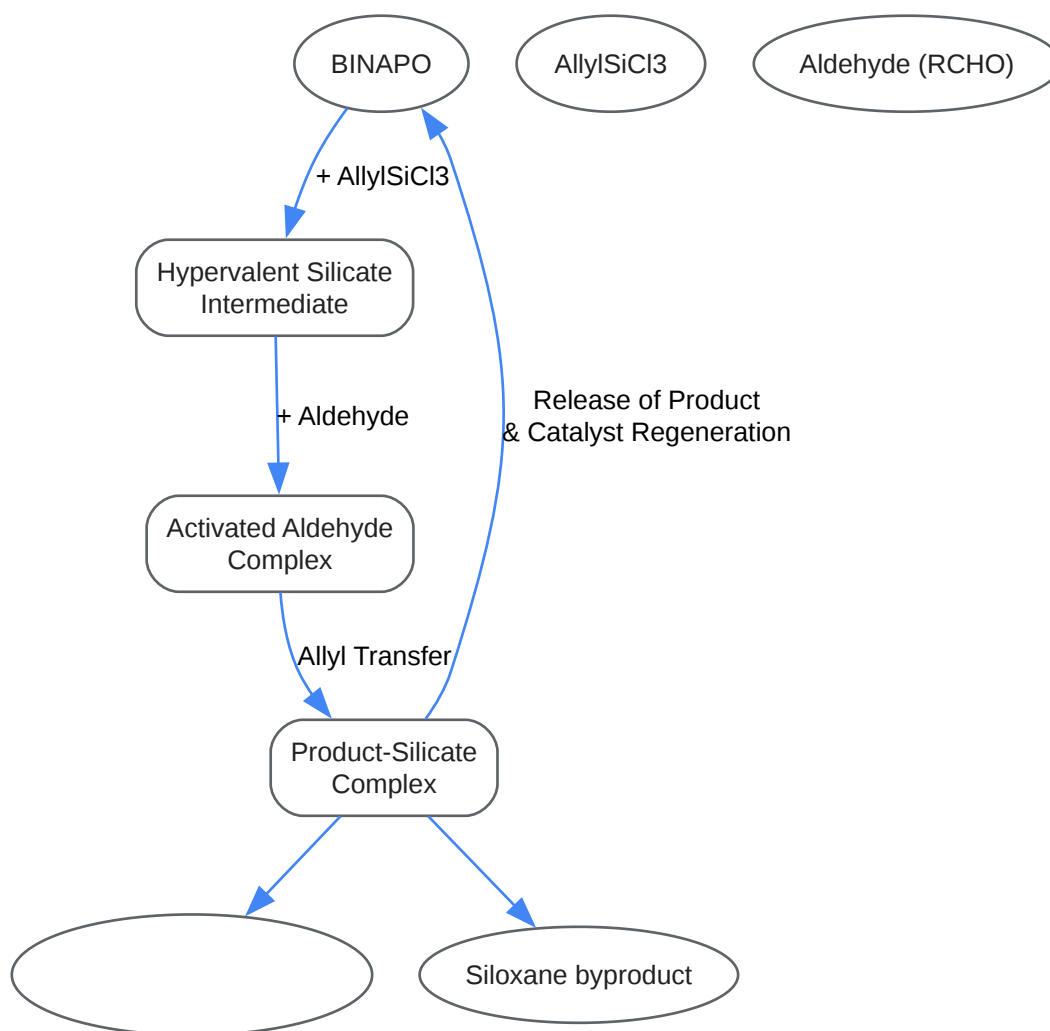 BINAPO
AllylSiCl3
Aldehyde (RCHO)
+ AllylSiCl3
Hypervalent Silicate
Intermediate
+ Aldehyde
Release of Product
& Catalyst Regeneration
Activated Aldehyde
Complex
Allyl Transfer
Product-Silicate
Complex
Siloxane byproduct